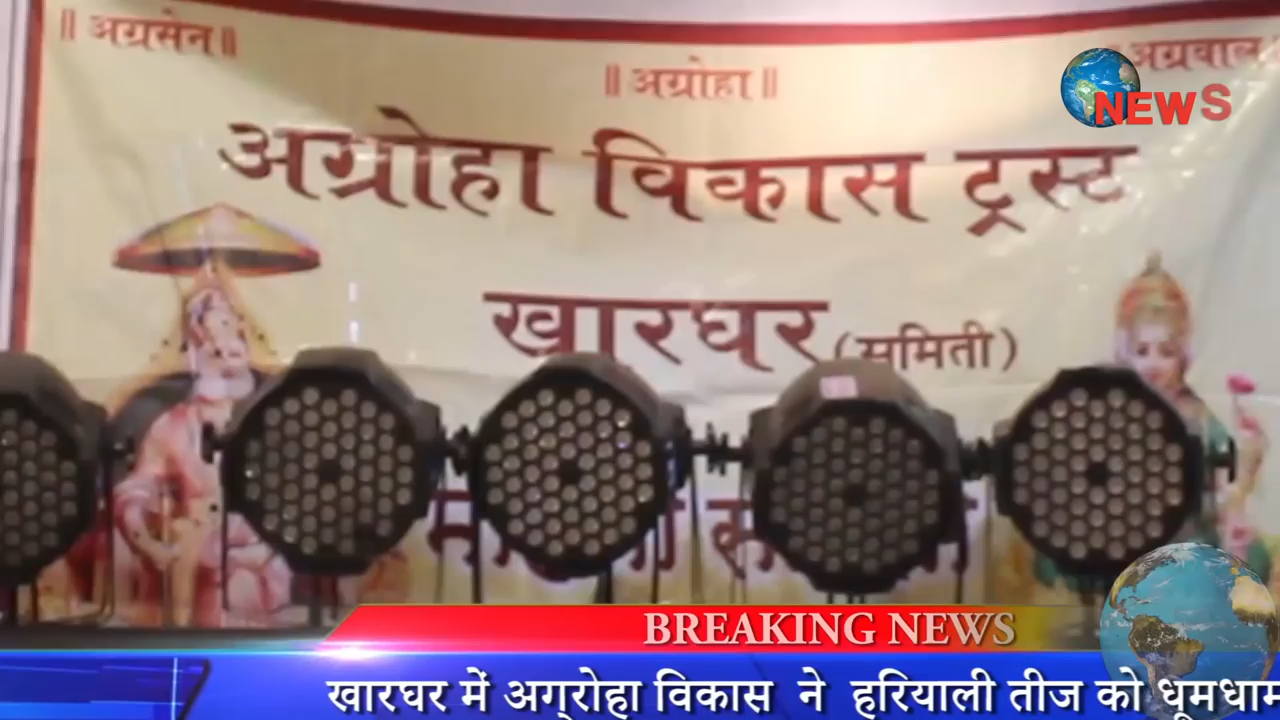 ॥ अग्रसेन ॥
॥ अग्रोहा ॥
अग्रवाल
NEWS
अग्रोहा विकास ट्रस्ट
खारघर (समिती)
BREAKING NEWS
खारघर में अग्रोहा विकास ने हरियाली तीज को धूमधाम